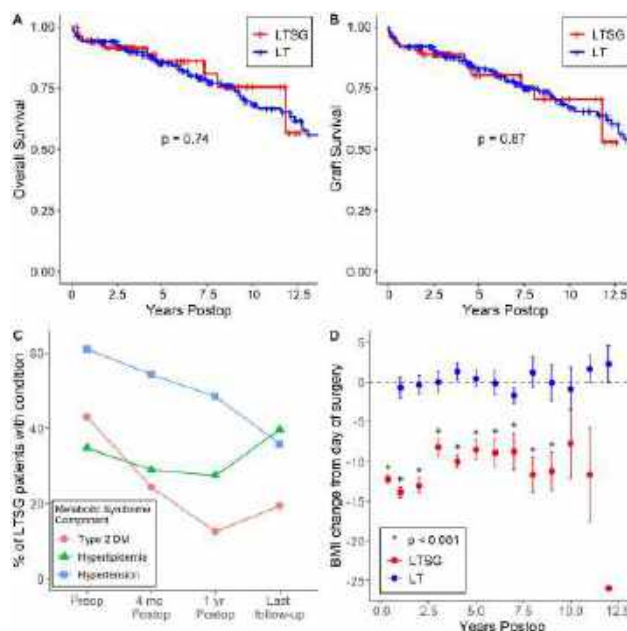 A
1.00
0.75
0.50
0.25
0.00
Overall Survival
LTSG
LT
p = 0.74
0 2.5 5 7.5 10 12.5
Years Postop
B
1.00
0.75
0.50
0.25
0.00
Graft Survival
LTSG
LT
0 2.5 5 7.5 10 12.5
Years Postop
C
60
40
20
0
% of LTSG patients with condition
Metabolic Syndrome
Component
Type 2 DM
Hyperlipidemia
Hypertension
Preop 4 mo Postop 1 yr Postop Last follow-up
D
5
0
-5
-10
-15
-20
-25
BMI change from day of surgery
* p < 0.001
LTSG
LT
0.0 2.5 5.0 7.5 10.0 12.5
Years Postop